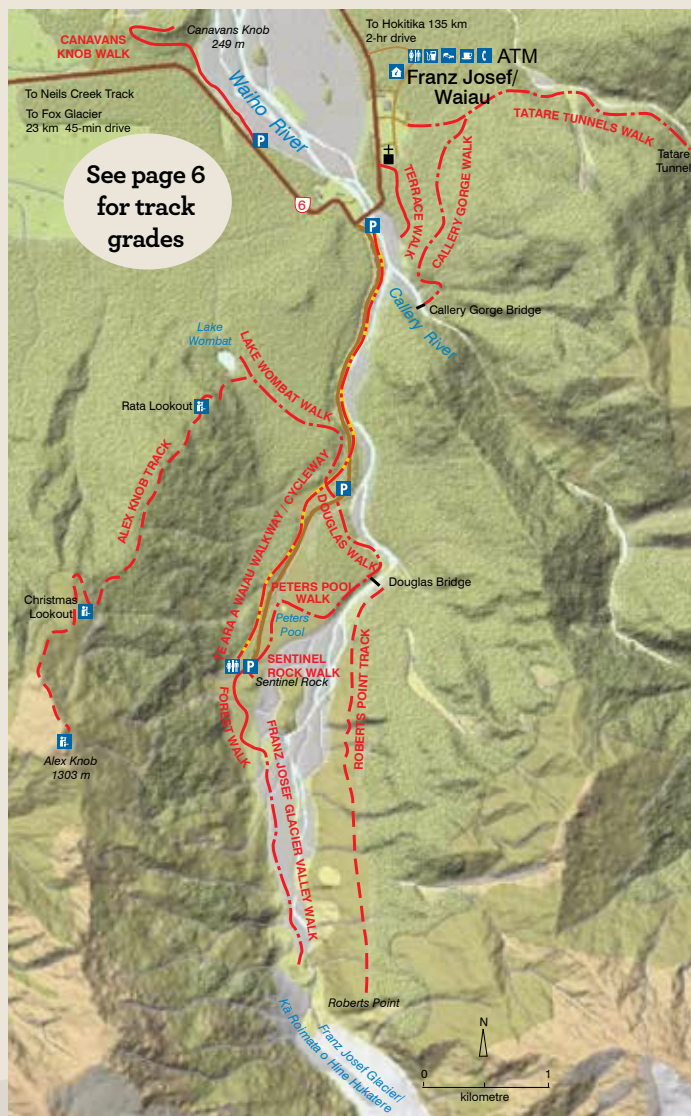 Canavans Knob
249 m
CANAVANS
KNOB WALK
To Hokitika 135 km
2-hr drive
ATM
Franz Josef/
Waiau
Waiho River
To Neils Creek Track
To Fox Glacier
23 km 45-min drive
P
TATARE TUNNELS WALK
Tatare
Tunnel
See page 6
for track
grades
6
TERRACE WALK
CALLERY GORGE WALK
P
Callery River
Callery Gorge Bridge
Lake
Wombat
LAKE WOMBAT WALK
Rata Lookout
ALEX KNOB TRACK
P
TE ARA A WAIAU WALKWAY / CYCLEWAY
DOUGLAS WALK
Douglas Bridge
PETERS POOL
WALK
Peters
Pool
Christmas
Lookout
P
SENTINEL
ROCK WALK
Sentinel Rock
ROBERTS POINT TRACK
FOREST WALK
FRANZ JOSEF GLACIER VALLEY WALK
Alex Knob
1303 m
Roberts Point
Franz Josef Glacier/
Kā Roimata o Hine Hukatere
N
0 1
kilometre